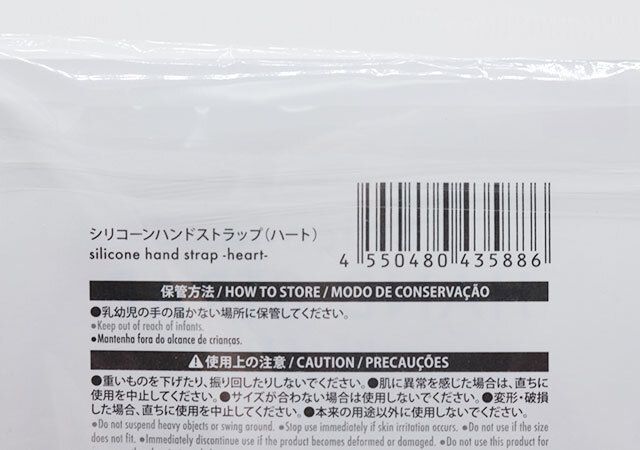 シリコーンハンドストラップ(ハート)
silicone hand strap -heart-
4 550480 435886
保管方法 / HOW TO STORE / MODO DE CONSERVAÇÃO
●乳幼児の手の届かない場所に保管してください。
●Keep out of reach of infants.
●Mantenha fora do alcance de crianças.
⚠使用上の注意 / CAUTION / PRECAUÇÕES
●重いものを下げたり、振り回したりしないでください。●肌に異常を感じた場合は、直ちに
使用を中止してください。●サイズが合わない場合は使用しないでください。●変形・破損
した場合、直ちに使用を中止してください。●本来の用途以外に使用しないでください。
●Do not suspend heavy objects or swing around. ●Stop use immediately if skin irritation occurs. ●Do not use if the size
does not fit. ●Immediately discontinue use if the product becomes deformed or damaged. ●Do not use this product for